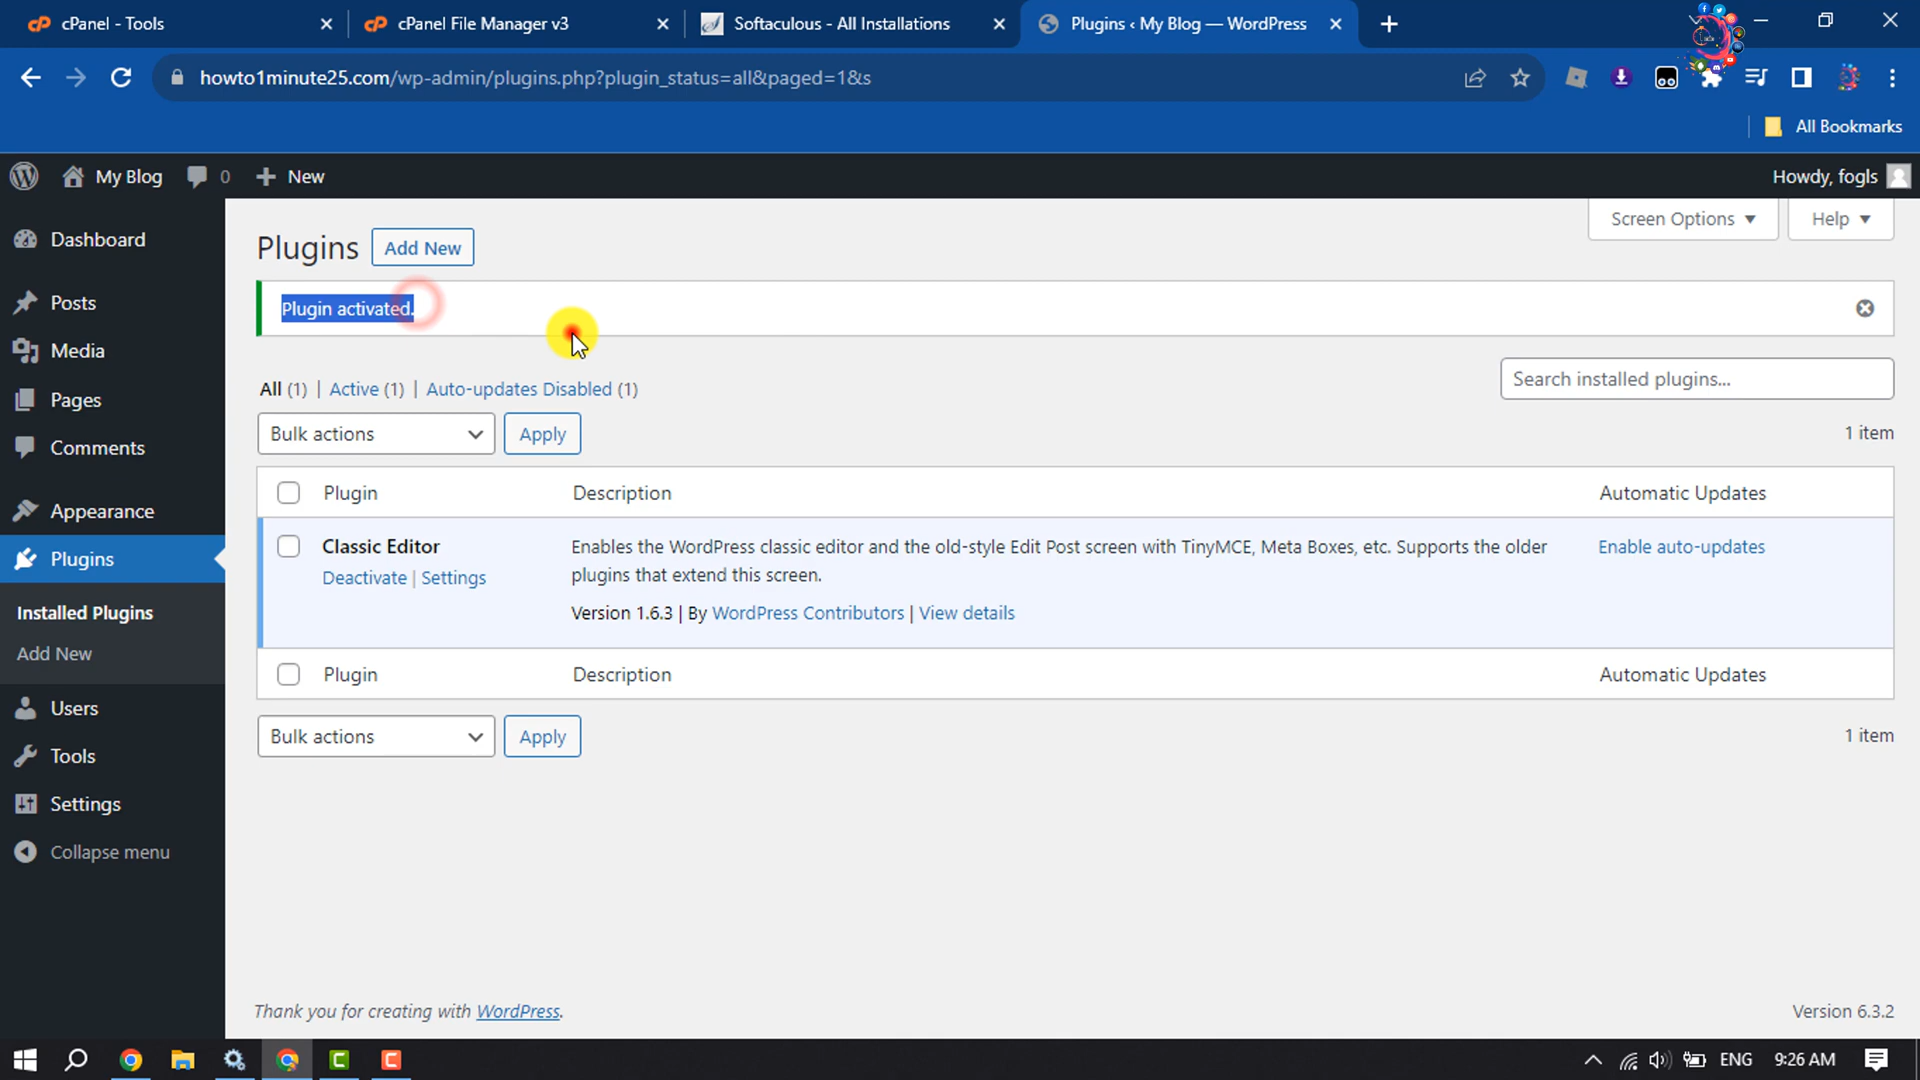 cPanel - Tools
cPanel File Manager v3
Softaculous - All Installations
Plugins ‹ My Blog — WordPress
howto1minute25.com/wp-admin/plugins.php?plugin_status=all&paged=1&s
All Bookmarks
My Blog
0
New
Howdy, fogls
Dashboard
Posts
Media
Pages
Comments
Appearance
Plugins
Installed Plugins
Add New
Users
Tools
Settings
Collapse menu
Screen Options
Help
Plugins
Add New
Plugin activated.
All (1) | Active (1) | Auto-updates Disabled (1)
Search installed plugins...
Bulk actions
Apply
1 item
Plugin
Description
Automatic Updates
Classic Editor
Deactivate | Settings
Enables the WordPress classic editor and the old-style Edit Post screen with TinyMCE, Meta Boxes, etc. Supports the older
plugins that extend this screen.
Version 1.6.3 | By WordPress Contributors | View details
Enable auto-updates
Plugin
Description
Automatic Updates
Bulk actions
Apply
1 item
Thank you for creating with WordPress.
Version 6.3.2
ENG
9:26 AM